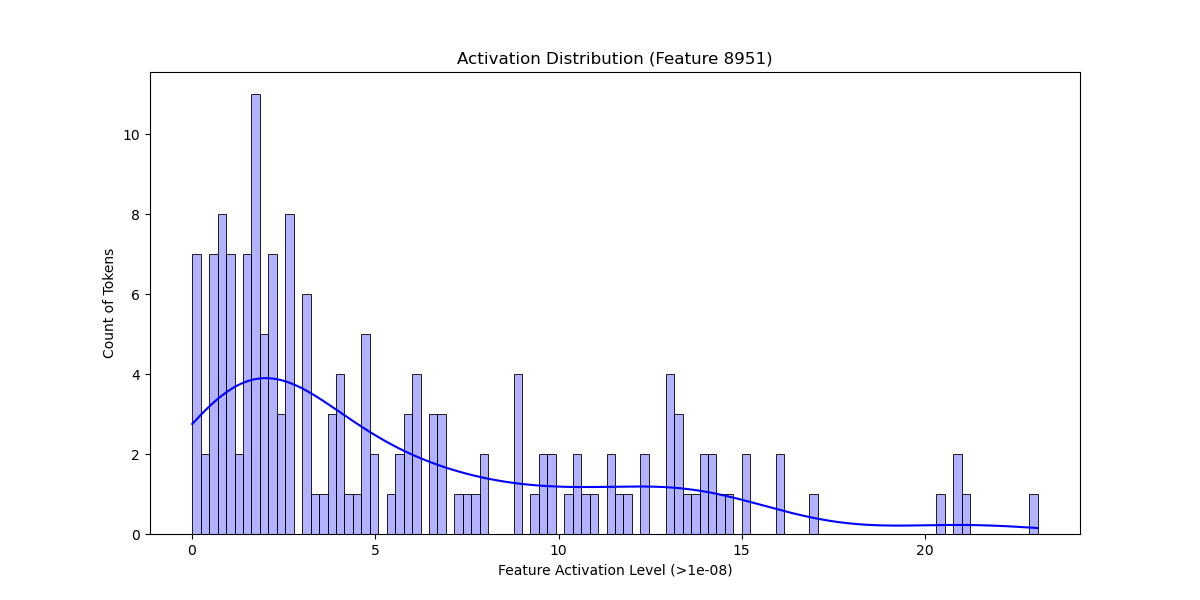 Activation Distribution (Feature 8951)
Count of Tokens
10
8
6
4
2
0
0 5 10 15 20
Feature Activation Level (>1e-08)